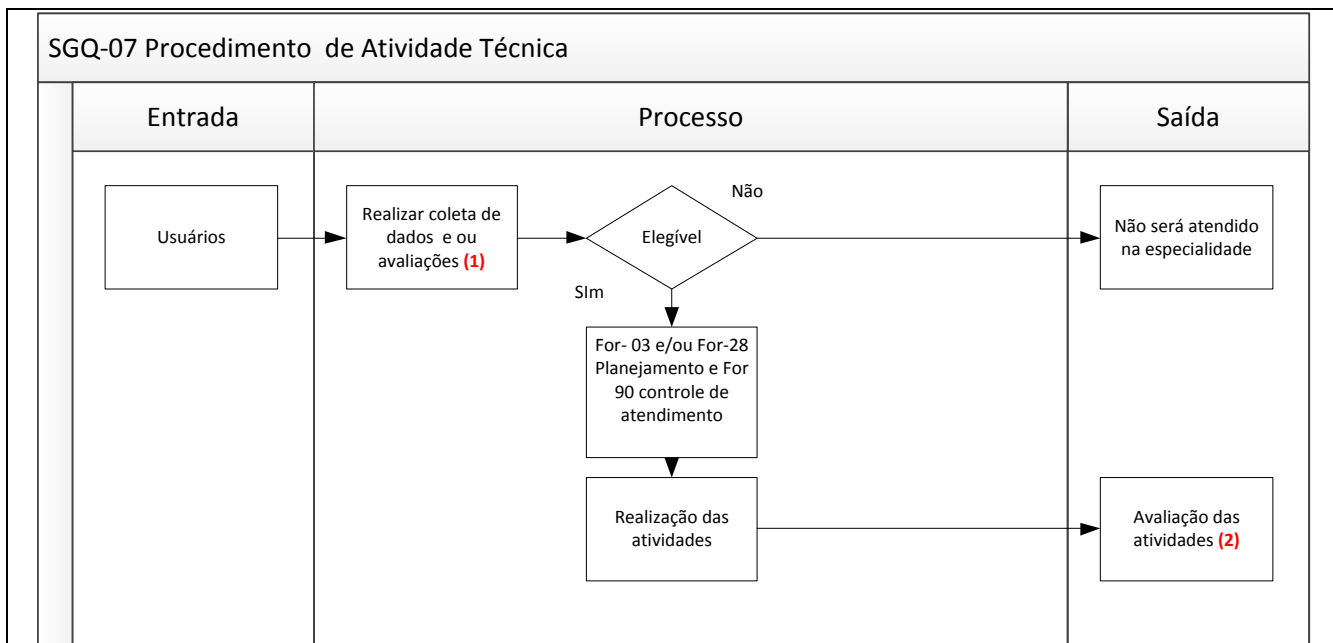 SGQ-07 Procedimento de Atividade Técnica
Entrada
Processo
Saída
Usuários
Realizar coleta de
dados e ou
avaliações (1)
Elegível
Não
Não será atendido
na especialidade
SIm
For- 03 e/ou For-28
Planejamento e For
90 controle de
atendimento
Realização das
atividades
Avaliação das
atividades (2)